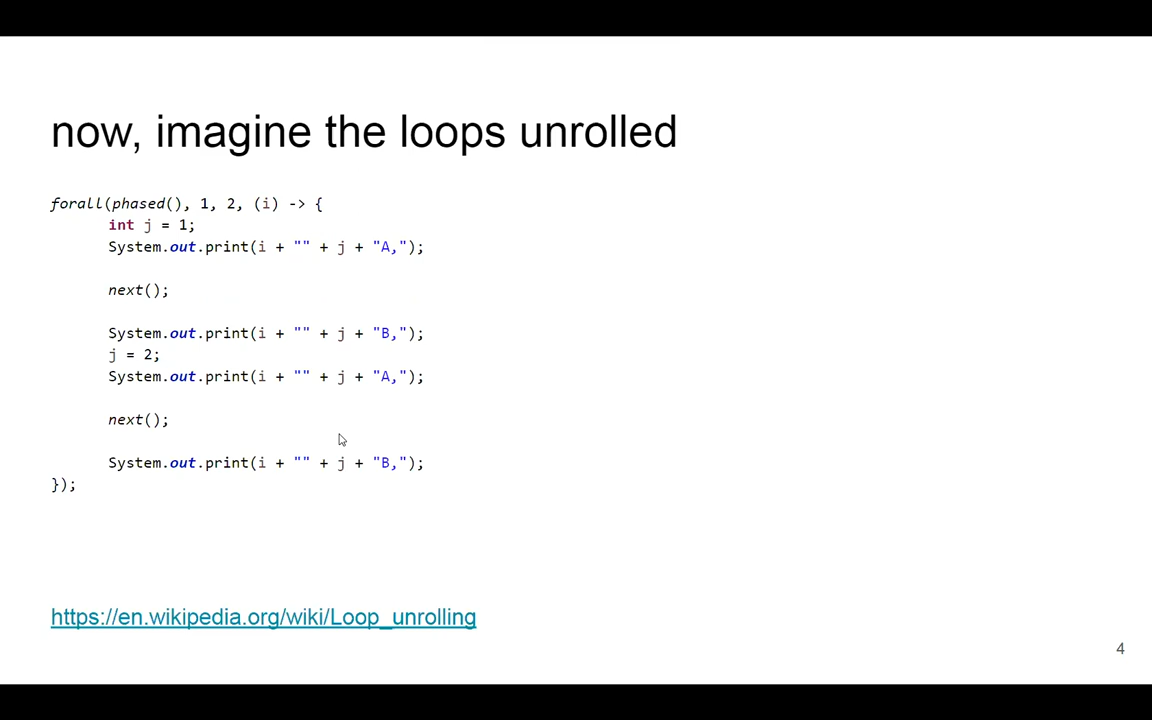 now, imagine the loops unrolled
forall(phased(), 1, 2, (i) -> {
int j = 1;
System.out.print(i + "" + j + "A,");
next();
System.out.print(i + "" + j + "B,");
j = 2;
System.out.print(i + "" + j + "A,");
next();
System.out.print(i + "" + j + "B,");
});
https://en.wikipedia.org/wiki/Loop_unrolling
4